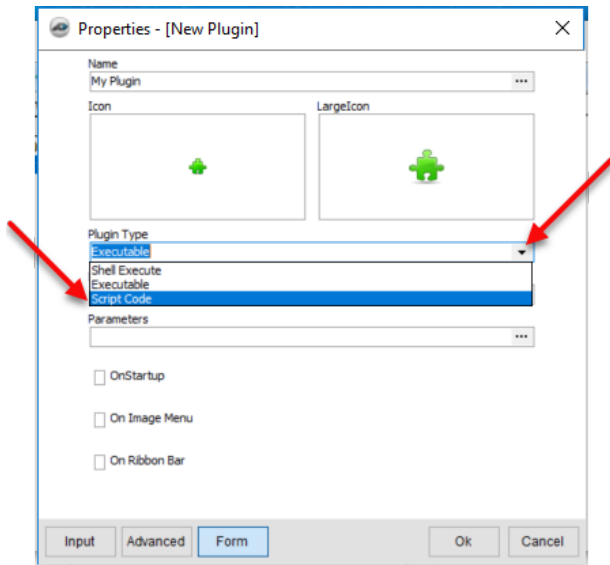 Properties - [New Plugin]
Name
My Plugin
Icon LargeIcon
Plugin Type
Executable
Shell Execute
Executable
Script Code
Parameters
OnStartup
On Image Menu
On Ribbon Bar
Input Advanced Form Ok Cancel